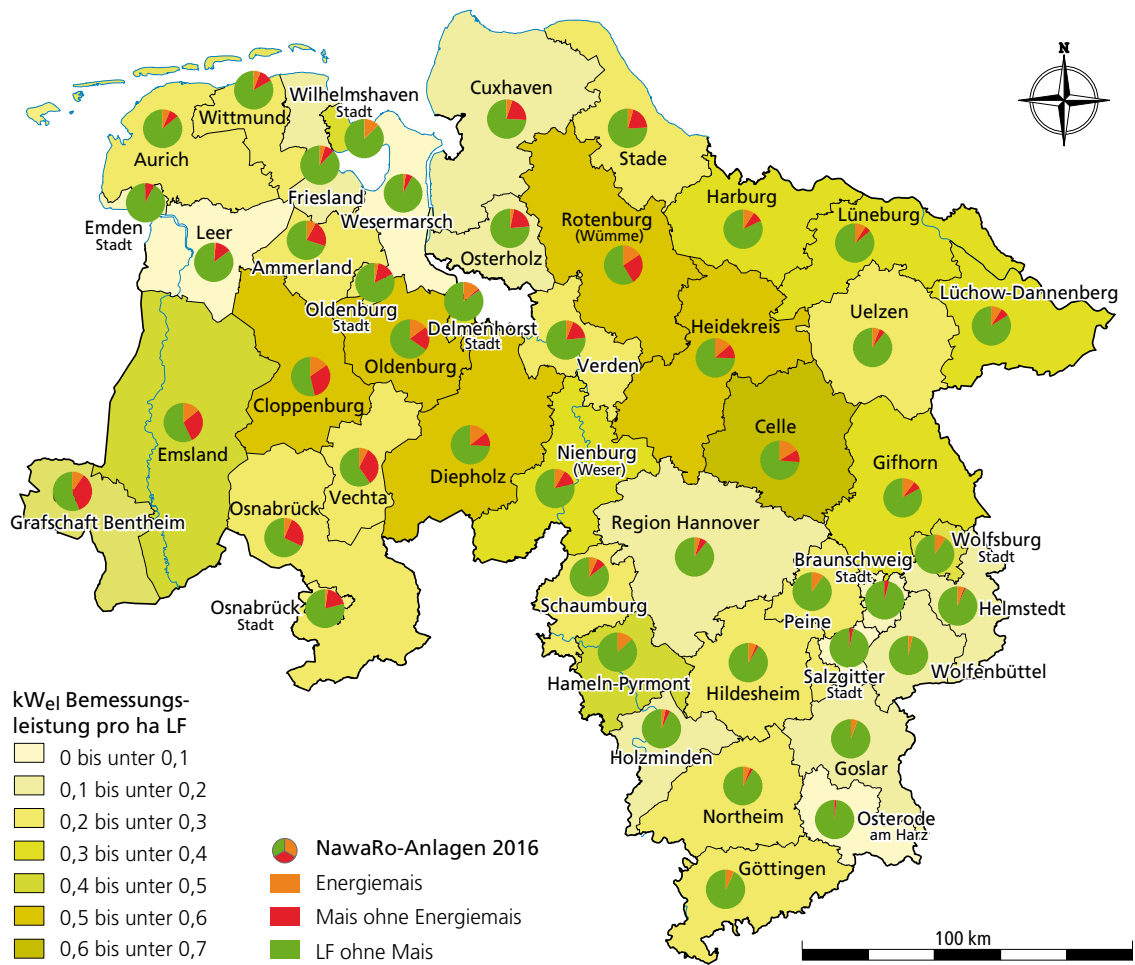 N
Cuxhaven
Wilhelmshaven
Stadt
Wittmund
Stade
Aurich
Friesland
Harburg
Lüneburg
Wesermarsch
Rotenburg
(Wümme)
Emden
Stadt
Leer
Osterholz
Ammerland
Lüchow-Dannenberg
Oldenburg
Stadt
Uelzen
Delmenhorst
Stadt
Heidekreis
Oldenburg
Verden
Cloppenburg
Celle
Emsland
Nienburg
(Weser)
Gifhorn
Diepholz
Vechta
Osnabrück
Grafschaft Bentheim
Region Hannover
Wolfsburg
Stadt
Braunschweig
Stadt
Schaumburg
Osnabrück
Stadt
Peine
Helmstedt
Wolfenbüttel
Salzgitter
Stadt
Hameln-Pyrmont
Hildesheim
Holzminden
Goslar
Northeim
Osterode
am Harz
Göttingen
kWel Bemessungs-
leistung pro ha LF
0 bis unter 0,1
0,1 bis unter 0,2
0,2 bis unter 0,3
0,3 bis unter 0,4
0,4 bis unter 0,5
0,5 bis unter 0,6
0,6 bis unter 0,7
NawaRo-Anlagen 2016
Energiemais
Mais ohne Energiemais
LF ohne Mais
100 km